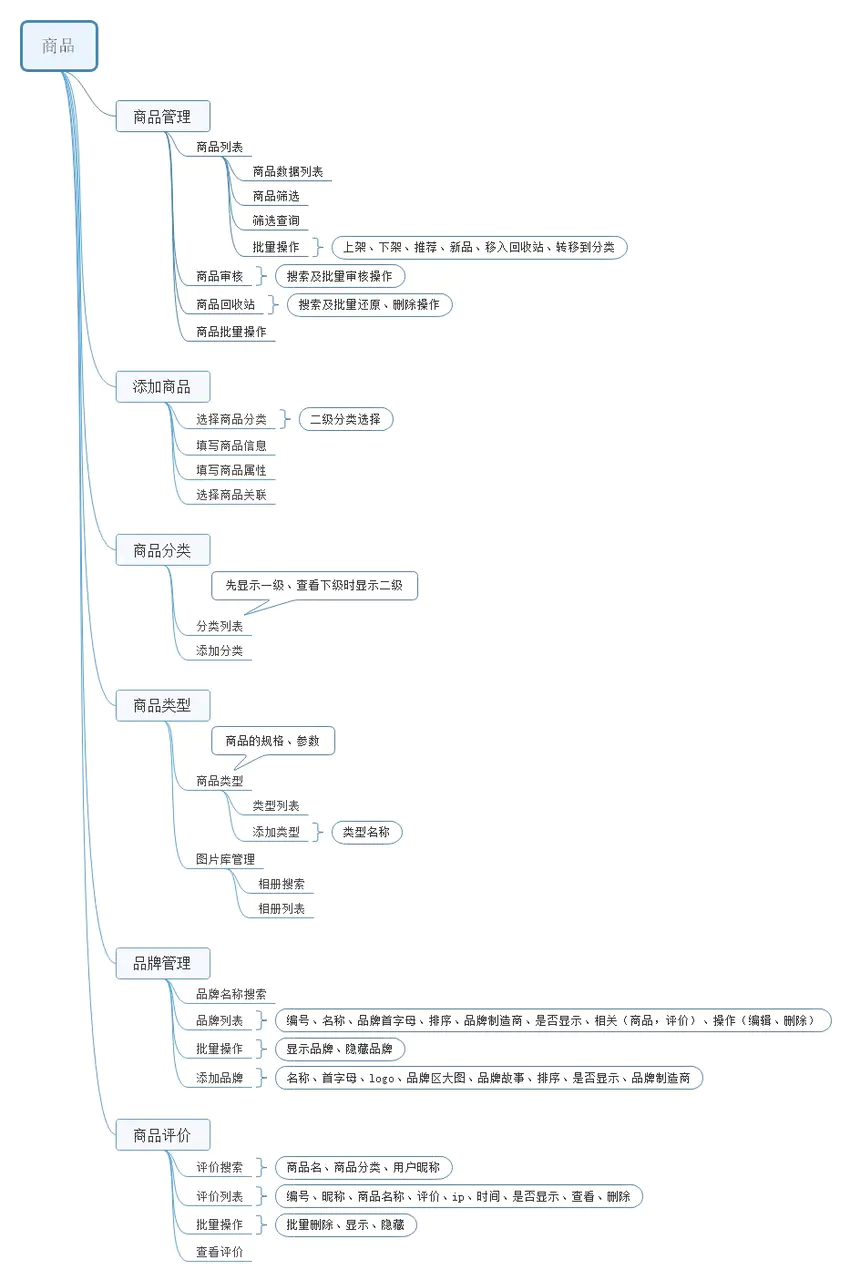 商品
商品管理
商品列表
商品数据列表
商品筛选
筛选查询
批量操作 上架、下架、推荐、新品、移入回收站、转移到分类
商品审核 搜索及批量审核操作
商品回收站 搜索及批量还原、删除操作
商品批量操作
添加商品
选择商品分类 二级分类选择
填写商品信息
填写商品属性
选择商品关联
商品分类
先显示一级、查看下级时显示二级
分类列表
添加分类
商品类型
商品的规格、参数
商品类型
类型列表
添加类型 类型名称
图片库管理
相册搜索
相册列表
品牌管理
品牌名称搜索
品牌列表 编号、名称、品牌首字母、排序、品牌制造商、是否显示、相关（商品，评价）、操作（编辑、删除）
批量操作 显示品牌、隐藏品牌
添加品牌 名称、首字母、logo、品牌区大图、品牌故事、排序、是否显示、品牌制造商
商品评价
评价搜索 商品名、商品分类、用户昵称
评价列表 编号、昵称、商品名称、评价、ip、时间、是否显示、查看、删除
批量操作 批量删除、显示、隐藏
查看评价